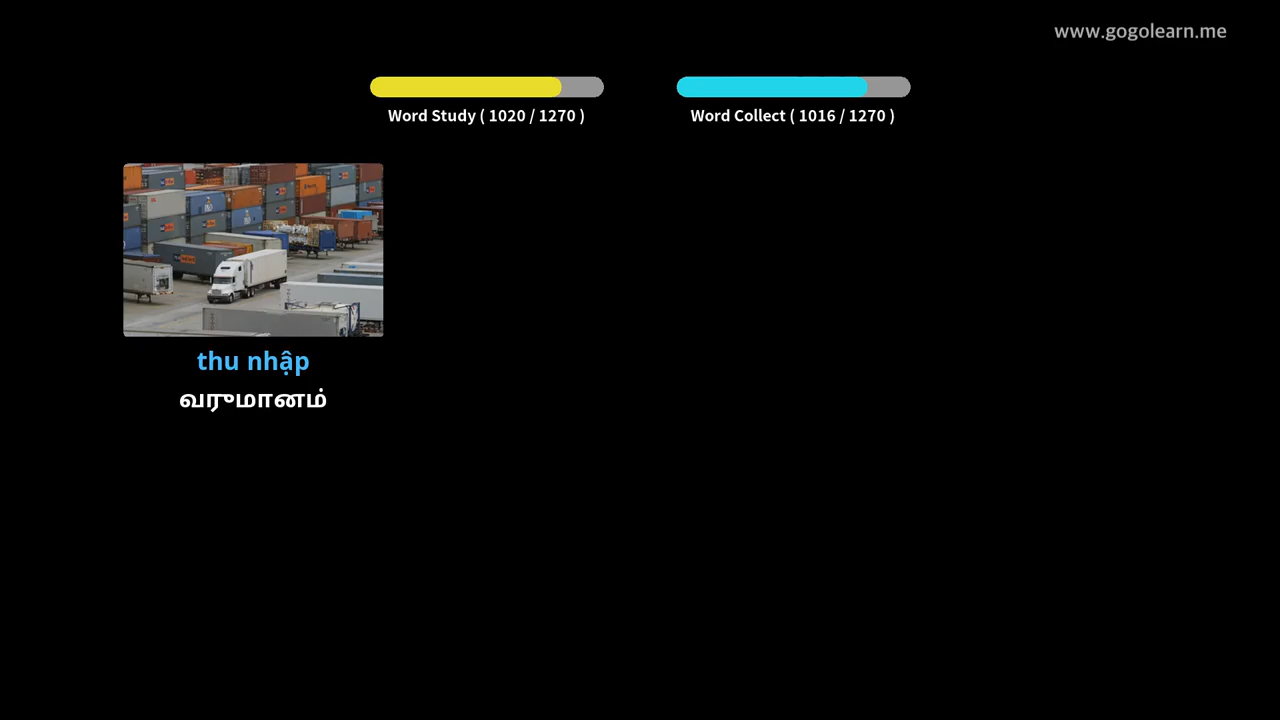 www.gogolearn.me
Word Study ( 1020 / 1270 )
Word Collect ( 1016 / 1270 )
thu nhập
வருமானம்